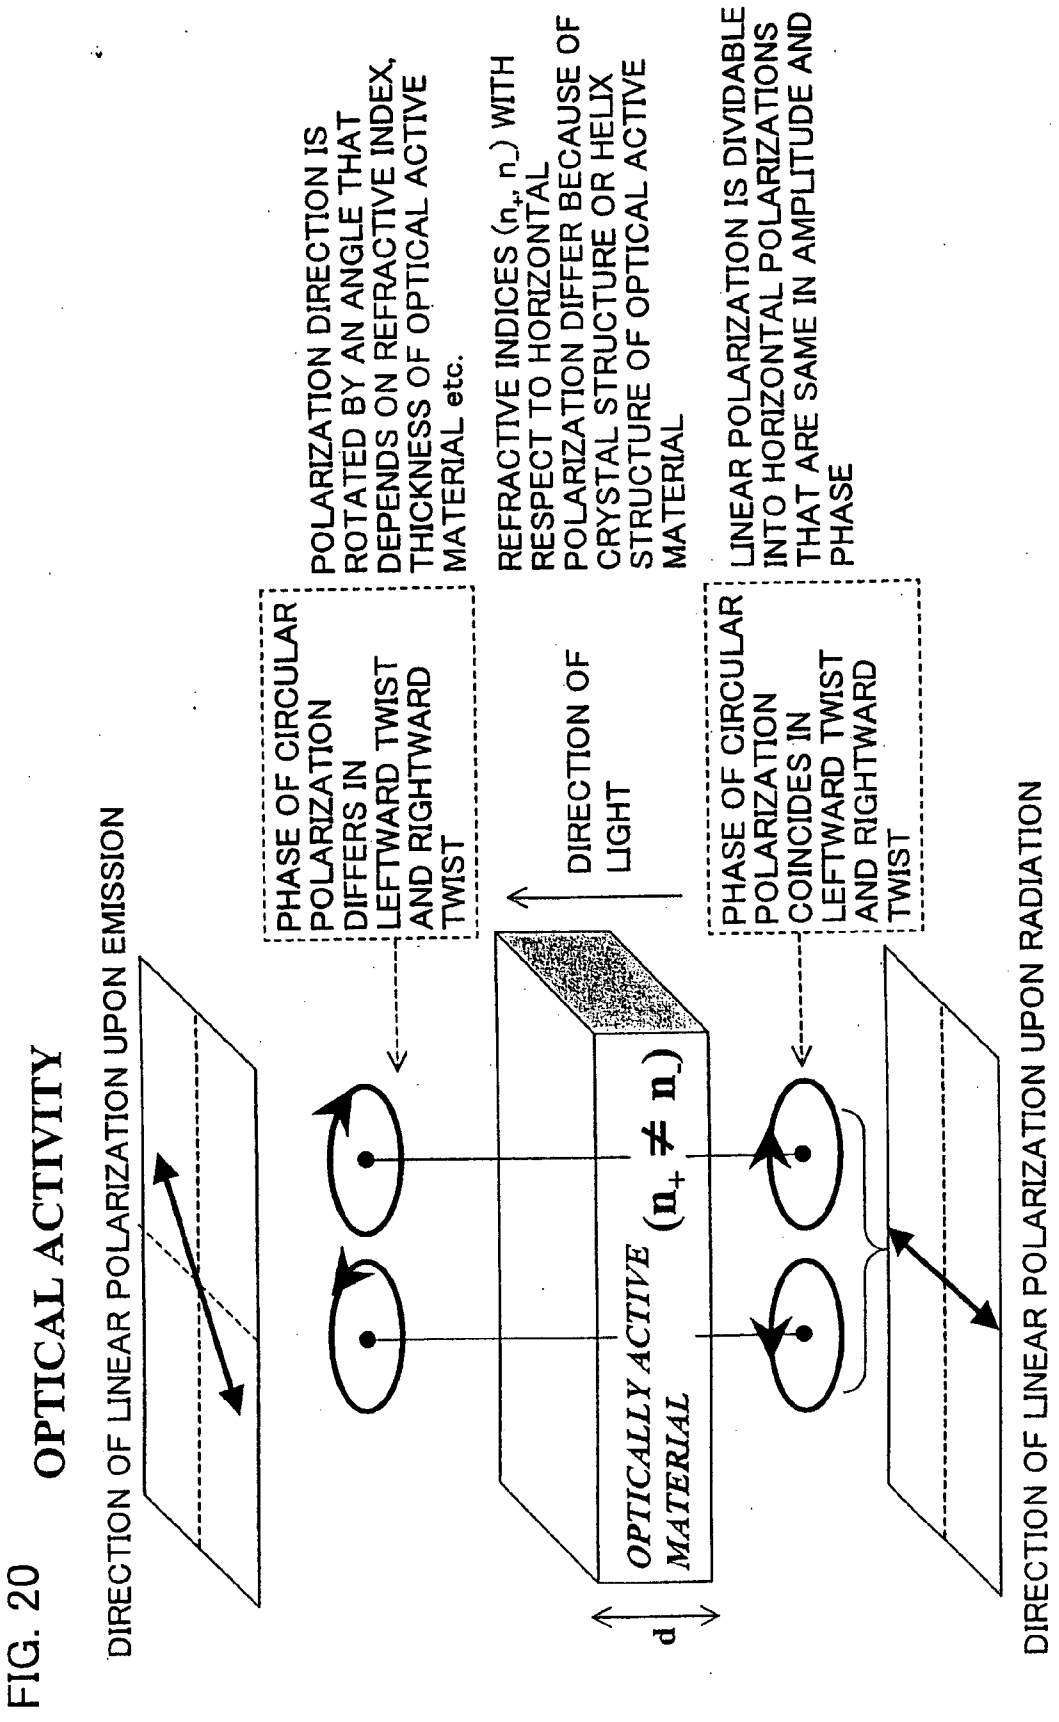 FIG. 20
OPTICAL ACTIVITY
DIRECTION OF LINEAR POLARIZATION UPON EMISSION
PHASE OF CIRCULAR
POLARIZATION
DIFFERS IN
LEFTWARD TWIST
AND RIGHTWARD
TWIST
POLARIZATION DIRECTION IS
ROTATED BY AN ANGLE THAT
DEPENDS ON REFRACTIVE INDEX,
THICKNESS OF OPTICAL ACTIVE
MATERIAL etc.
d
OPTICALLY ACTIVE
MATERIAL
(n₊ ≠ n₋)
DIRECTION OF
LIGHT
REFRACTIVE INDICES (n₊, n₋) WITH
RESPECT TO HORIZONTAL
POLARIZATION DIFFER BECAUSE OF
CRYSTAL STRUCTURE OR HELIX
STRUCTURE OF OPTICAL ACTIVE
MATERIAL
PHASE OF CIRCULAR
POLARIZATION
COINCIDES IN
LEFTWARD TWIST
AND RIGHTWARD
TWIST
LINEAR POLARIZATION IS DIVIDABLE
INTO HORIZONTAL POLARIZATIONS
THAT ARE SAME IN AMPLITUDE AND
PHASE
DIRECTION OF LINEAR POLARIZATION UPON RADIATION